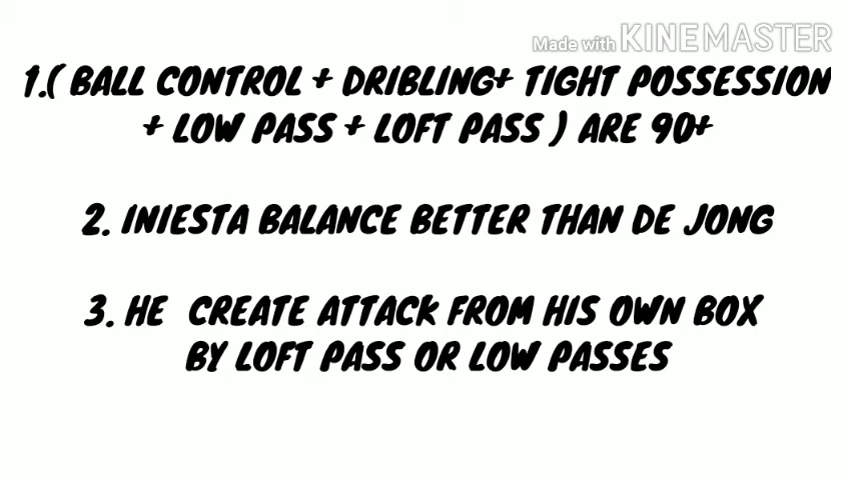 Made with KINEMASTER
1.( BALL CONTROL + DRIBLING+ TIGHT POSSESSION
+ LOW PASS + LOFT PASS ) ARE 90+
2. INIESTA BALANCE BETTER THAN DE JONG
3. HE CREATE ATTACK FROM HIS OWN BOX
BY LOFT PASS OR LOW PASSES